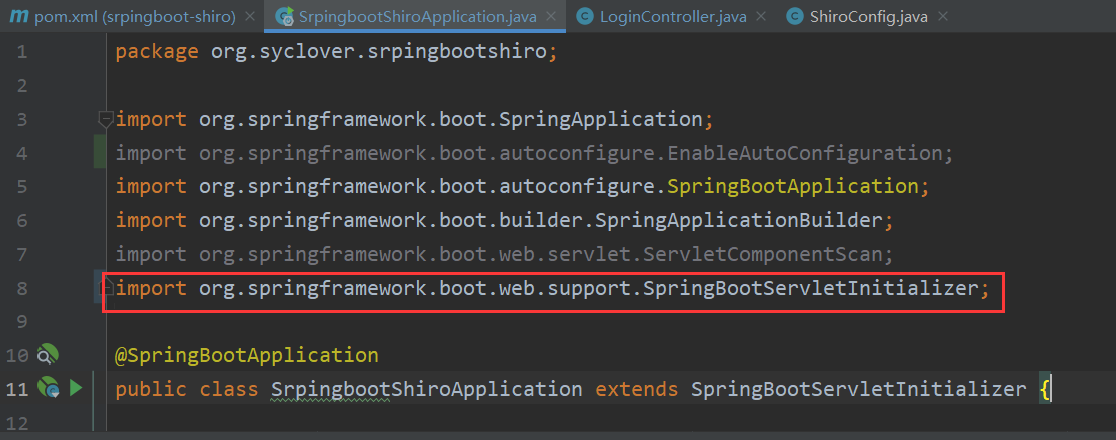 pom.xml (srpingboot-shiro) × SrpingbootShiroApplication.java × LoginController.java × ShiroConfig.java ×
1 package org.syclover.srpingbootshiro;
2
3 import org.springframework.boot.SpringApplication;
4 import org.springframework.boot.autoconfigure.EnableAutoConfiguration;
5 import org.springframework.boot.autoconfigure.SpringBootApplication;
6 import org.springframework.boot.builder.SpringApplicationBuilder;
7 import org.springframework.boot.web.servlet.ServletComponentScan;
8 import org.springframework.boot.web.support.SpringBootServletInitializer;
9
10 @SpringBootApplication
11 public class SrpingbootShiroApplication extends SpringBootServletInitializer {
12